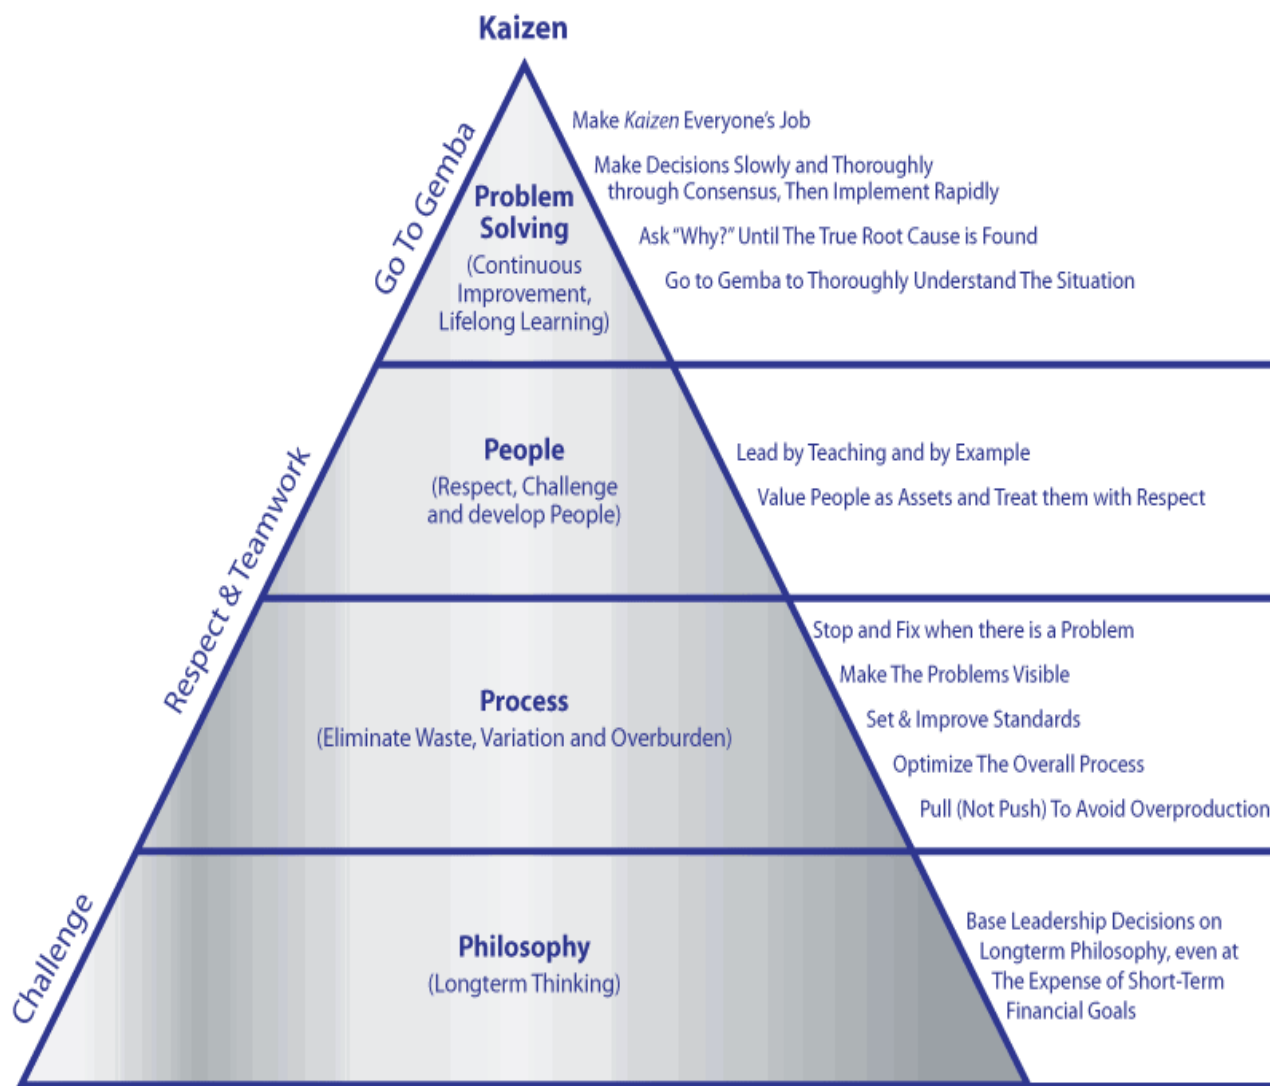 Kaizen
Go To Gemba
Problem
Solving
(Continuous
Improvement,
Lifelong Learning)
Make Kaizen Everyone's Job
Make Decisions Slowly and Thoroughly
through Consensus, Then Implement Rapidly
Ask “Why?” Until The True Root Cause is Found
Go to Gemba to Thoroughly Understand The Situation
Respect & Teamwork
People
(Respect, Challenge
and develop People)
Lead by Teaching and by Example
Value People as Assets and Treat them with Respect
Process
(Eliminate Waste, Variation and Overburden)
Stop and Fix when there is a Problem
Make The Problems Visible
Set & Improve Standards
Optimize The Overall Process
Pull (Not Push) To Avoid Overproduction
Challenge
Philosophy
(Longterm Thinking)
Base Leadership Decisions on
Longterm Philosophy, even at
The Expense of Short-Term
Financial Goals